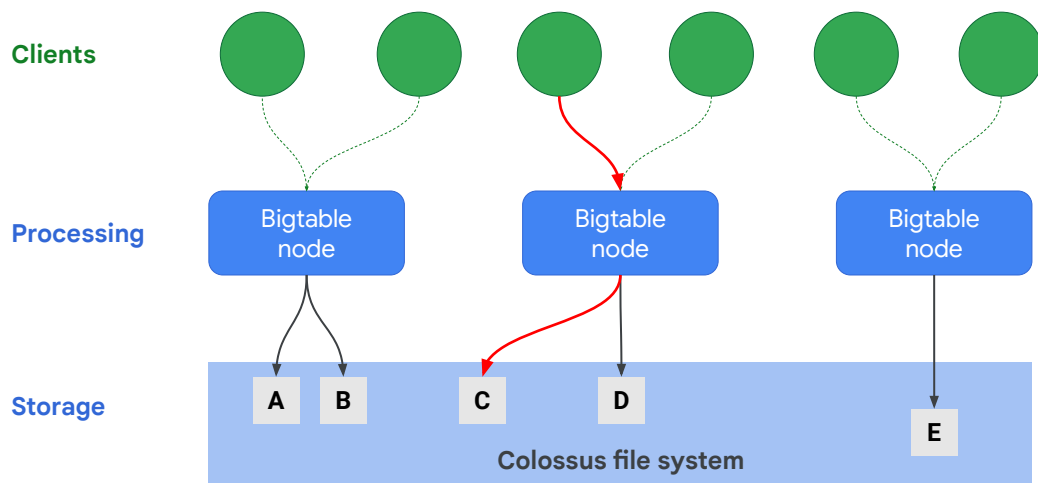 Clients
Processing
Bigtable
node
Bigtable
node
Bigtable
node
Storage
A
B
C
D
E
Colossus file system